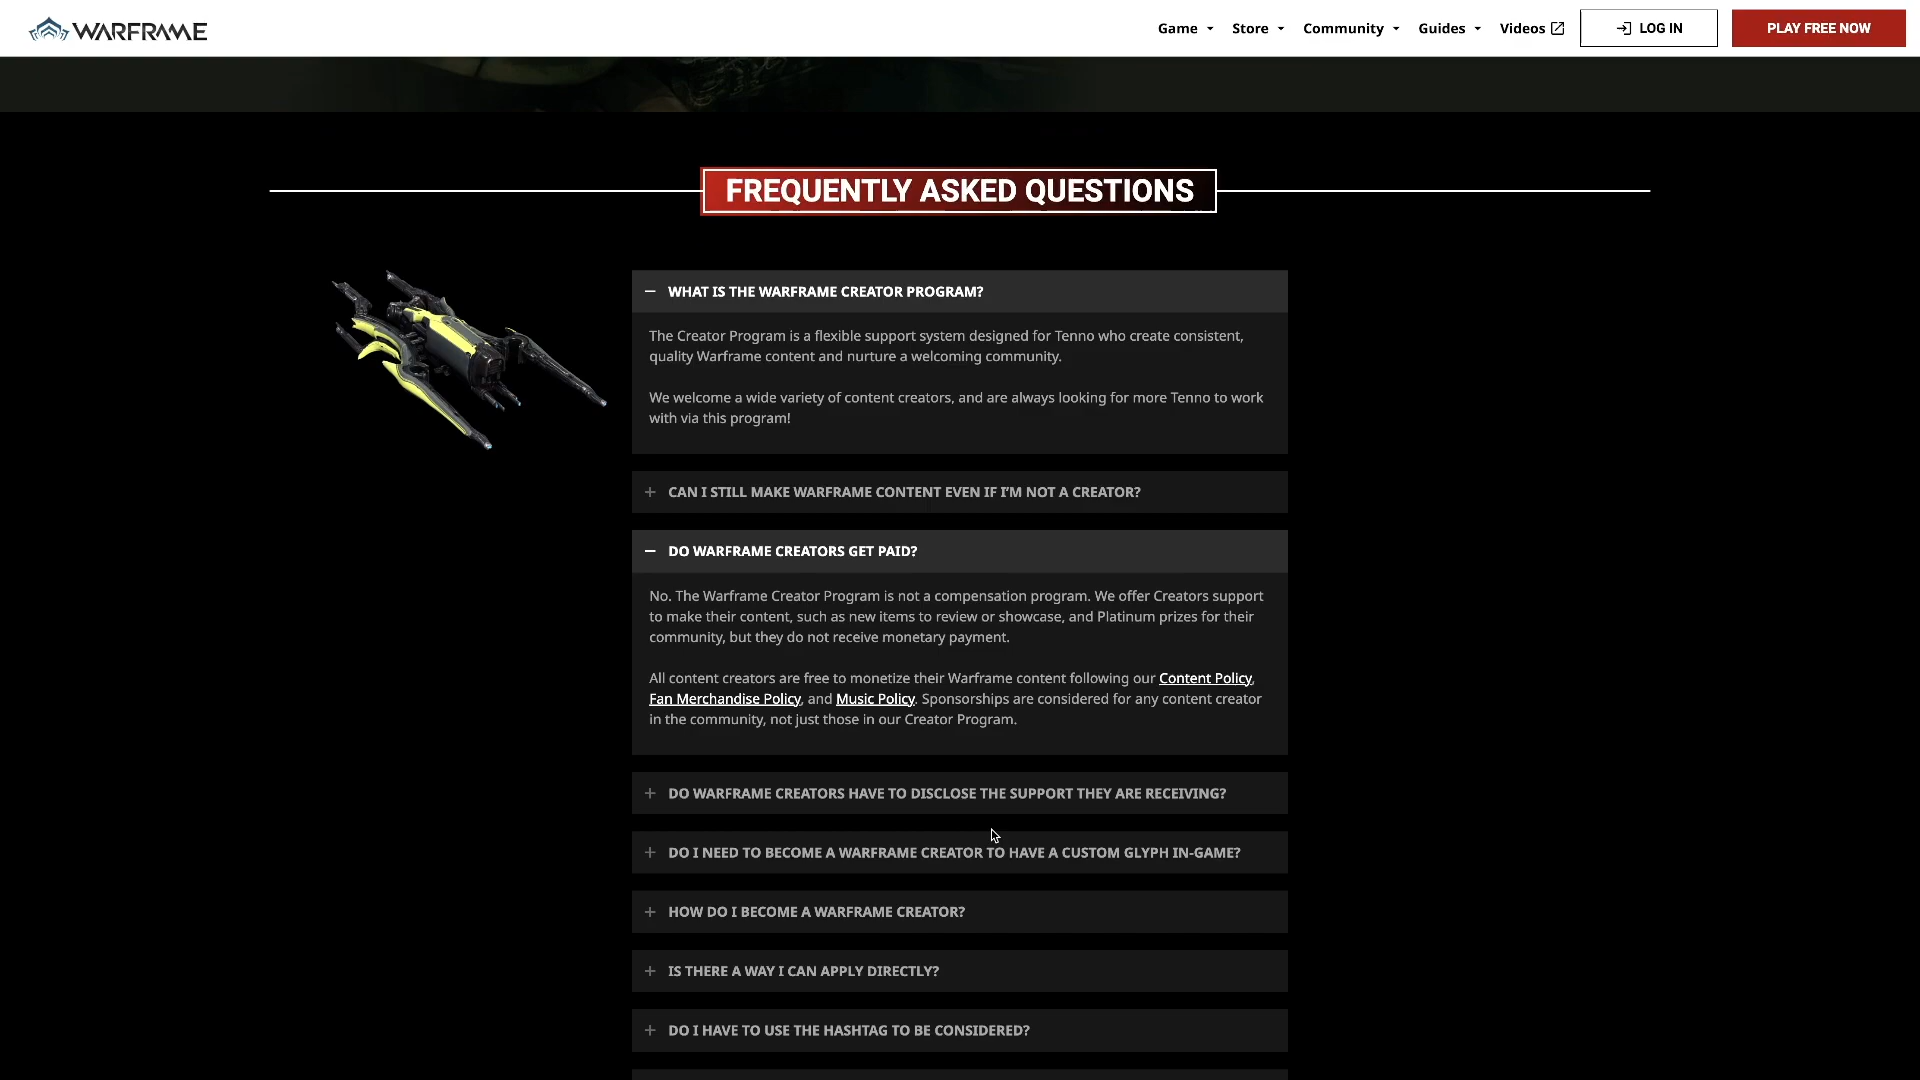 WARFRAME
Game Store Community Guides Videos LOG IN PLAY FREE NOW
FREQUENTLY ASKED QUESTIONS
WHAT IS THE WARFRAME CREATOR PROGRAM?
The Creator Program is a flexible support system designed for Tenno who create consistent,
quality Warframe content and nurture a welcoming community.
We welcome a wide variety of content creators, and are always looking for more Tenno to work
with via this program!
CAN I STILL MAKE WARFRAME CONTENT EVEN IF I'M NOT A CREATOR?
DO WARFRAME CREATORS GET PAID?
No. The Warframe Creator Program is not a compensation program. We offer Creators support
to make their content, such as new items to review or showcase, and Platinum prizes for their
community, but they do not receive monetary payment.
All content creators are free to monetize their Warframe content following our Content Policy,
Fan Merchandise Policy, and Music Policy. Sponsorships are considered for any content creator
in the community, not just those in our Creator Program.
DO WARFRAME CREATORS HAVE TO DISCLOSE THE SUPPORT THEY ARE RECEIVING?
DO I NEED TO BECOME A WARFRAME CREATOR TO HAVE A CUSTOM GLYPH IN-GAME?
HOW DO I BECOME A WARFRAME CREATOR?
IS THERE A WAY I CAN APPLY DIRECTLY?
DO I HAVE TO USE THE HASHTAG TO BE CONSIDERED?